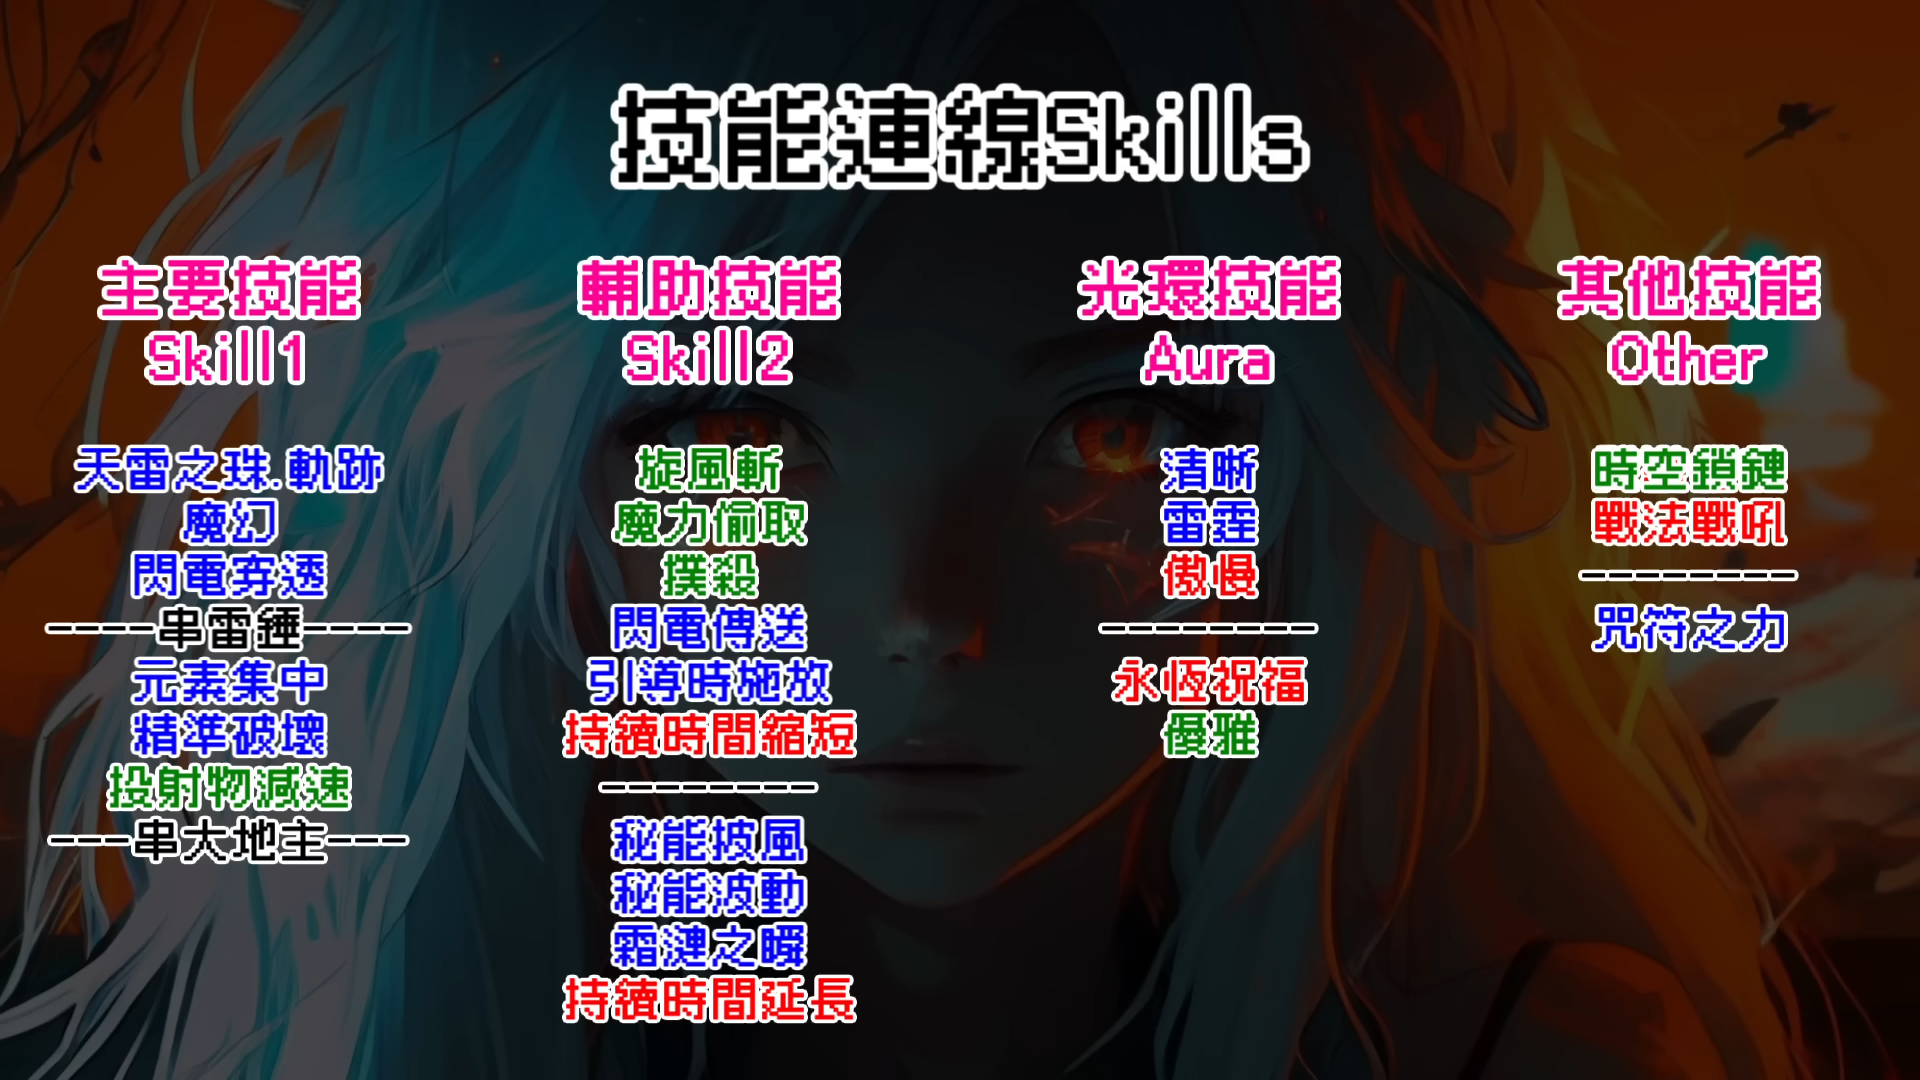 技能連線Skills
主要技能
Skill1
天雷之珠.軌跡
魔幻
閃電穿透
----串雷錘----
元素集中
精準破壞
投射物減速
---串大地主---
輔助技能
Skill2
旋風斬
魔力偷取
撲殺
閃電傳送
引導時施放
持續時間縮短
--------
秘能披風
秘能波動
霜漣之瞬
持續時間延長
光環技能
Aura
清晰
雷霆
傲慢
--------
永恆祝福
優雅
其他技能
Other
時空鎖鏈
戰法戰吼
--------
咒符之力